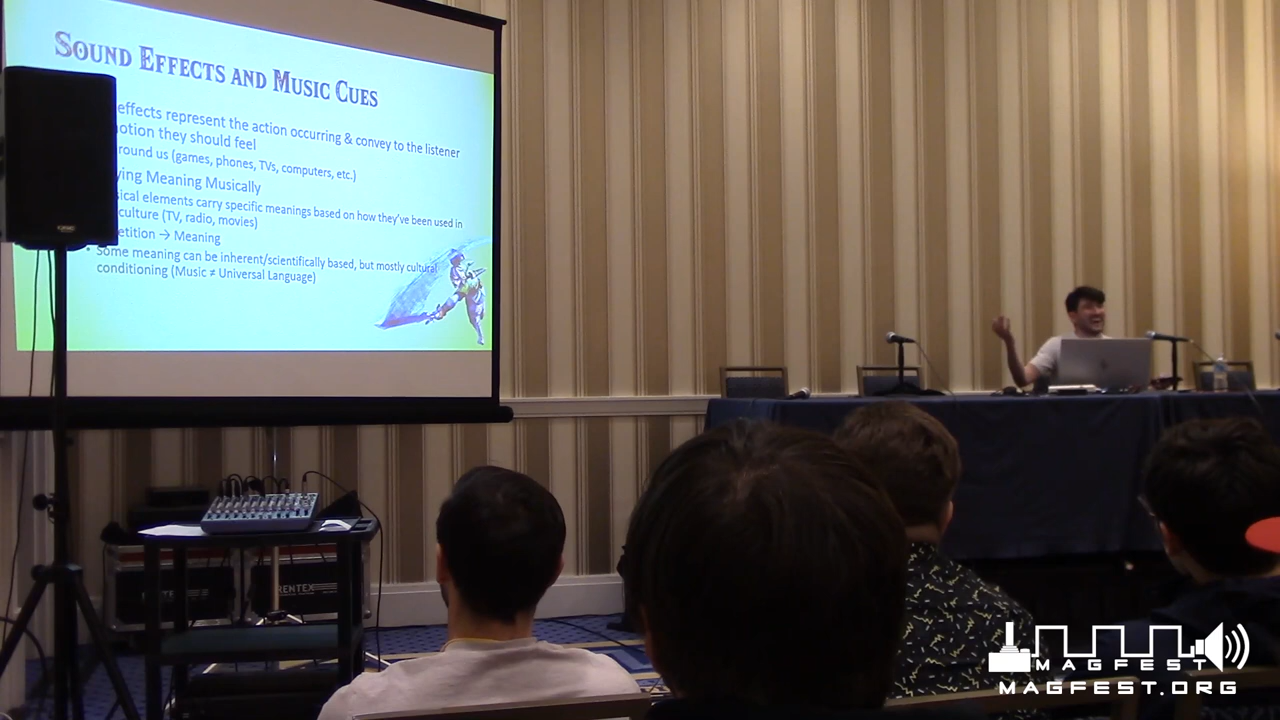 SOUND EFFECTS AND MUSIC CUES
effects represent the action occurring & convey to the listener
otion they should feel
round us (games, phones, TVs, computers, etc.)
ying Meaning Musically
ical elements carry specific meanings based on how they've been used in
culture (TV, radio, movies)
etition → Meaning
• Some meaning can be inherent/scientifically based, but mostly cultural
conditioning (Music ≠ Universal Language)
RENTEX
MAGFEST
MAGFEST.ORG